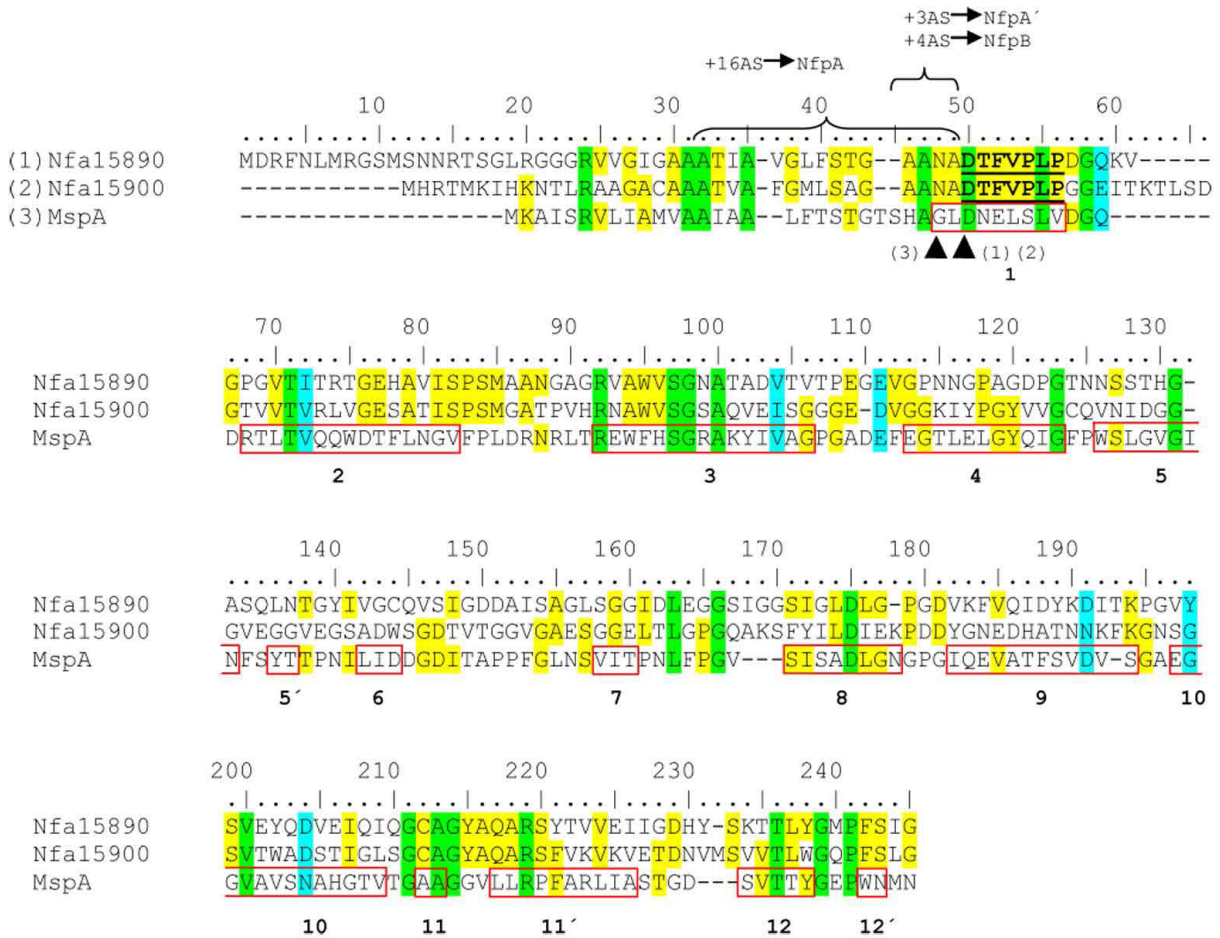 +3AS NfpA´
+4AS NfpB
+16AS NfpA
10 20 30 40 50 60
(1) Nfa15890 MDRFNLMRGSMSNNRTSGLRGGGRVVGIGAAATIA-VGLFSTG--AANADTFVPLPDGQKV-----
(2) Nfa15900 -----------MHRTMKIHKNTLRAAGACAAATVA-FGMLSAG--AANADTFVPLPGGEITKTLSD
(3) MspA ------------------MKAISRVLIAMVAAIAA--LFTSTGTSHAGLDNELSLVDGQ-------
(3) (1) (2)
1
70 80 90 100 110 120 130
Nfa15890 GPGVTITRTGEHAVISPSMAANGAGRVAWVSGNATADVTVTPEGEVGPNNGPAGDPGTNNSSTHG-
Nfa15900 GTVVTVRLVGESATISPSMGATPVHRNAWVSGSAQVEISGGGE-DVGGKIYPGYVVGCQVNIDGG-
MspA DRTLTVQQWDTFLNGVFPLDRNRLTREWFHSGRAKYIVAGPGADEFEGTLELGYQIGFPWSLGVGI
2 3 4 5
140 150 160 170 180 190
Nfa15890 ASQLNTGYIVGCQVSIGDDAISAGLSGGIDLEGGSIGGSIGLDLG-PGDVKFVQIDYKDITKPGVY
Nfa15900 GVEGGVEGSADWSGDTVTGGVGAESGGELTLGPGQAKSFYILDIEKPDDYGNEDHATNNKFKGNSG
MspA NFSYTTPNILIDDGDITAPPFGLNSVITPNLFPGV---SISADLGNGPGIQEVATFSVDV-SGAEG
5´ 6 7 8 9 10
200 210 220 230 240
Nfa15890 SVEYQDVEIQIQGCAGYAQARSYTVVEIIGDHY-SKTTLYGMPFSIG
Nfa15900 SVTWADSTIGLSGCAGYAQARSFVKVKVETDNVMSVVTLWGQPFSLG
MspA GVAVSNAHGTVTGAAGGVLLRPFARLIASTGD---SVTTYGEPWNMN
10 11 11´ 12 12´